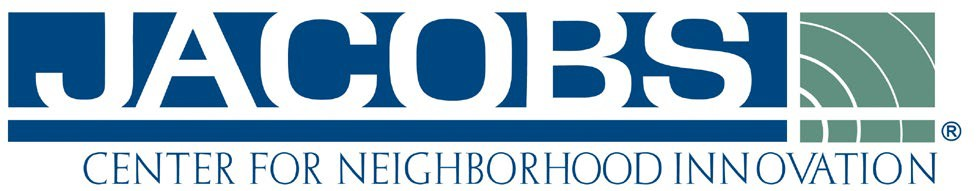 JACOBS
®
CENTER FOR NEIGHBORHOOD INNOVATION